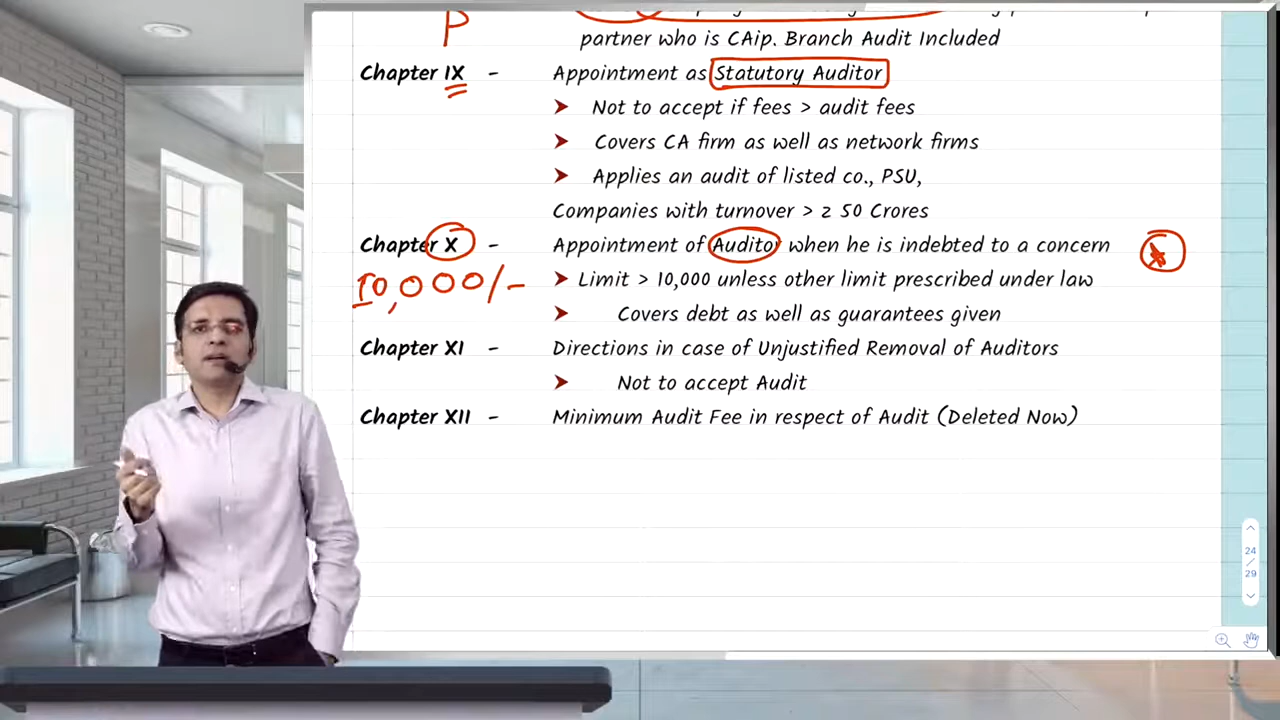 P
partner who is CAip. Branch Audit Included
Chapter IX - Appointment as Statutory Auditor
➤ Not to accept if fees > audit fees
➤ Covers CA firm as well as network firms
➤ Applies an audit of listed co., PSU,
Companies with turnover > ≥ 50 Crores
Chapter X - Appointment of Auditor when he is indebted to a concern
10,000/- ➤ Limit > 10,000 unless other limit prescribed under law
➤ Covers debt as well as guarantees given
Chapter XI - Directions in case of Unjustified Removal of Auditors
➤ Not to accept Audit
Chapter XII - Minimum Audit Fee in respect of Audit (Deleted Now)
24
/
29